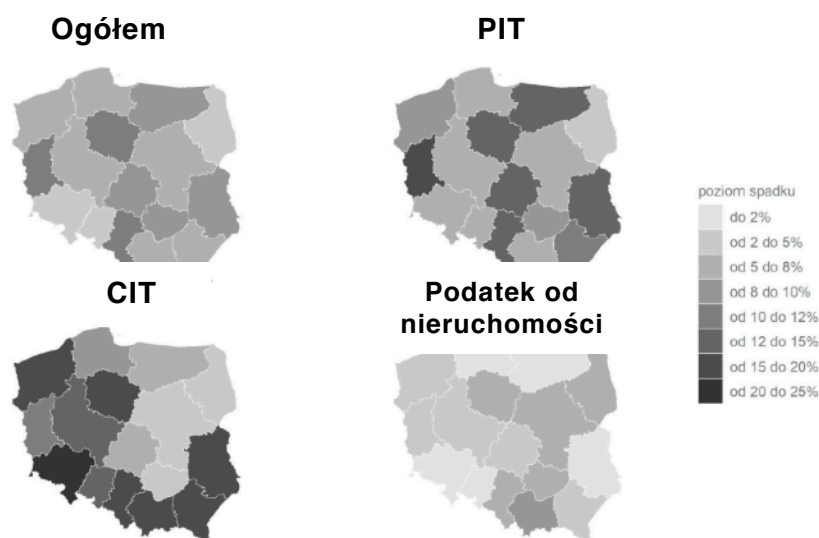 Ogółem
PIT
CIT
Podatek od
nieruchomości
poziom spadku
do 2%
od 2 do 5%
od 5 do 8%
od 8 do 10%
od 10 do 12%
od 12 do 15%
od 15 do 20%
od 20 do 25%